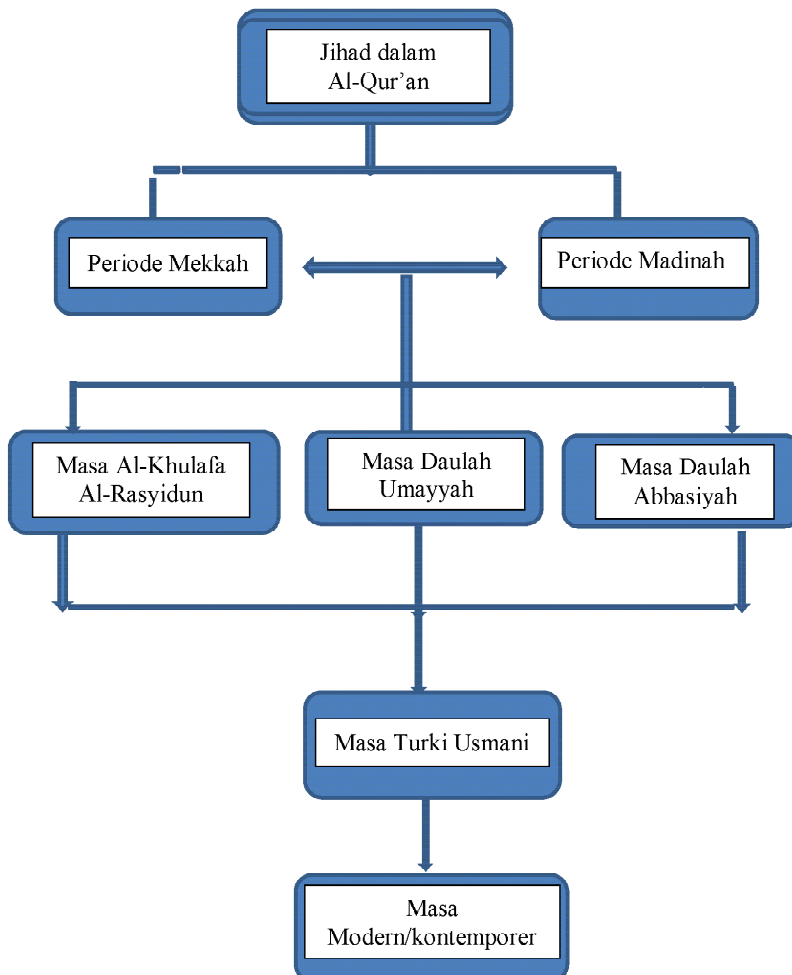 Jihad dalam
Al-Qur’an
Periode Mekkah
Periode Madinah
Masa Al-Khulafa
Al-Rasyidun
Masa Daulah
Umayyah
Masa Daulah
Abbasiyah
Masa Turki Usmani
Masa
Modern/kontemporer